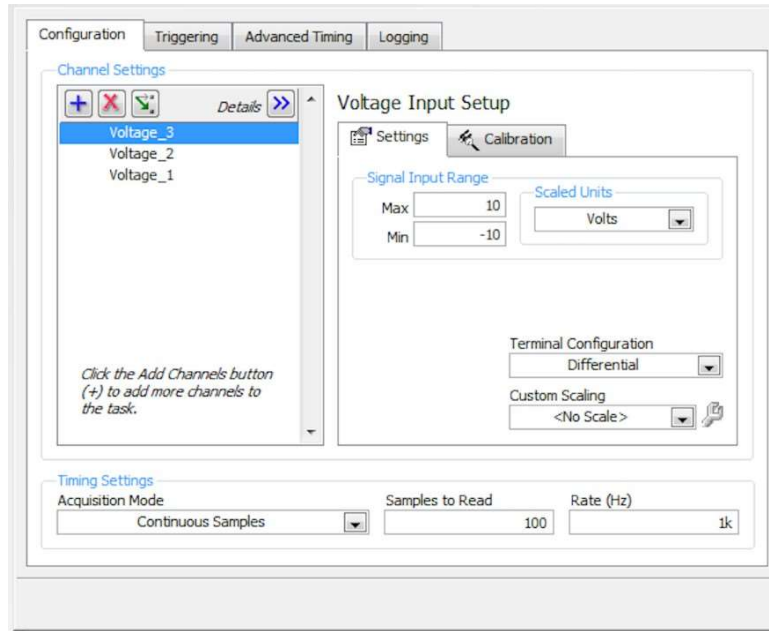 Configuration Triggering Advanced Timing Logging
Channel Settings
Details
Voltage_3
Voltage_2
Voltage_1
Click the Add Channels button
(+) to add more channels to
the task.
Voltage Input Setup
Settings Calibration
Signal Input Range
Max 10
Min -10
Scaled Units
Volts
Terminal Configuration
Differential
Custom Scaling
<No Scale>
Timing Settings
Acquisition Mode
Continuous Samples
Samples to Read
100
Rate (Hz)
1k